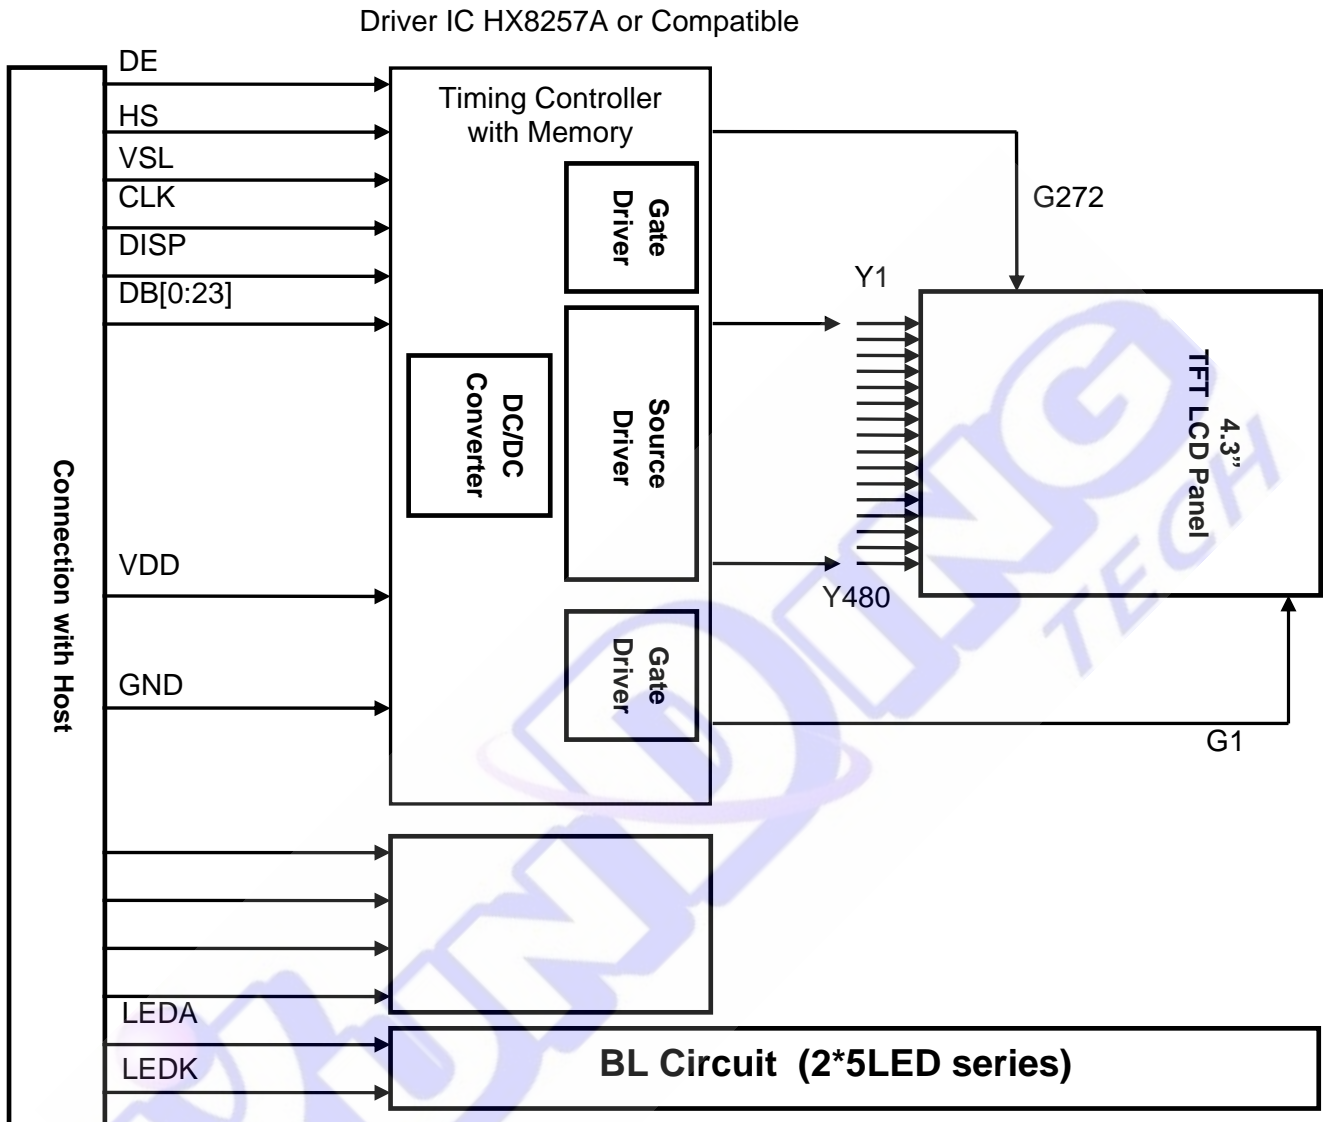 Driver IC HX8257A or Compatible
DE
HS
VSL
CLK
DISP
DB[0:23]
VDD
GND
LEDA
LEDK
Connection with Host
Timing Controller
with Memory
Gate
Driver
DC/DC
Converter
Source
Driver
Gate
Driver
G272
Y1
Y480
G1
4.3”
TFT LCD Panel
BL Circuit (2*5LED series)
TECH